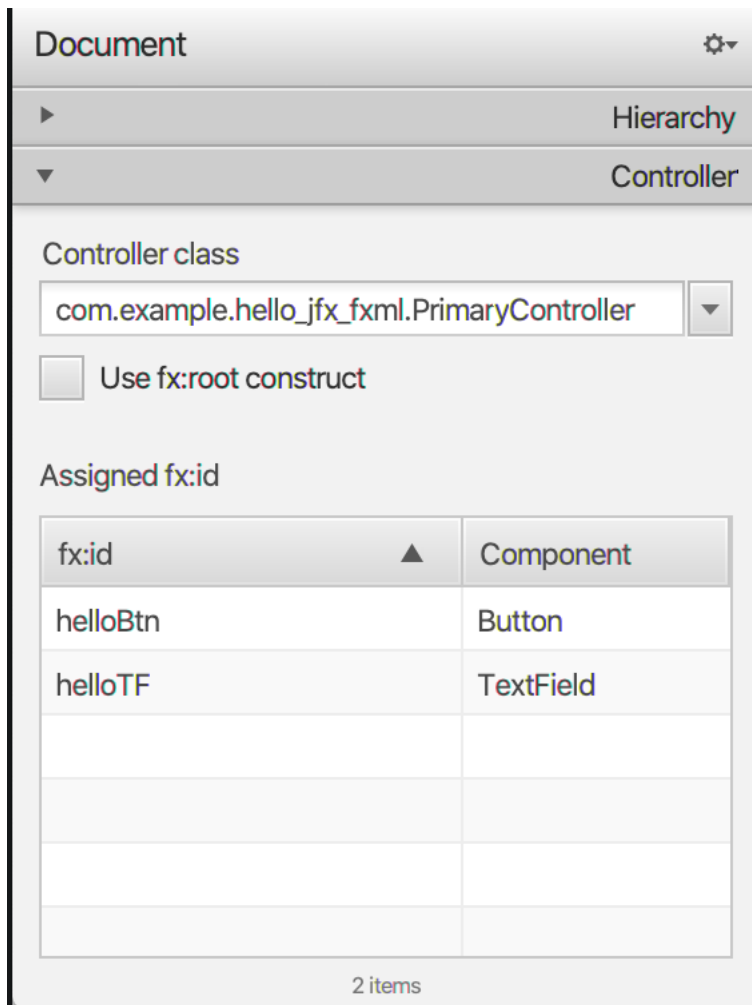 Document
Hierarchy
Controller
Controller class
com.example.hello_jfx_fxml.PrimaryController
Use fx:root construct
Assigned fx:id
fx:id Component
helloBtn Button
helloTF TextField
2 items